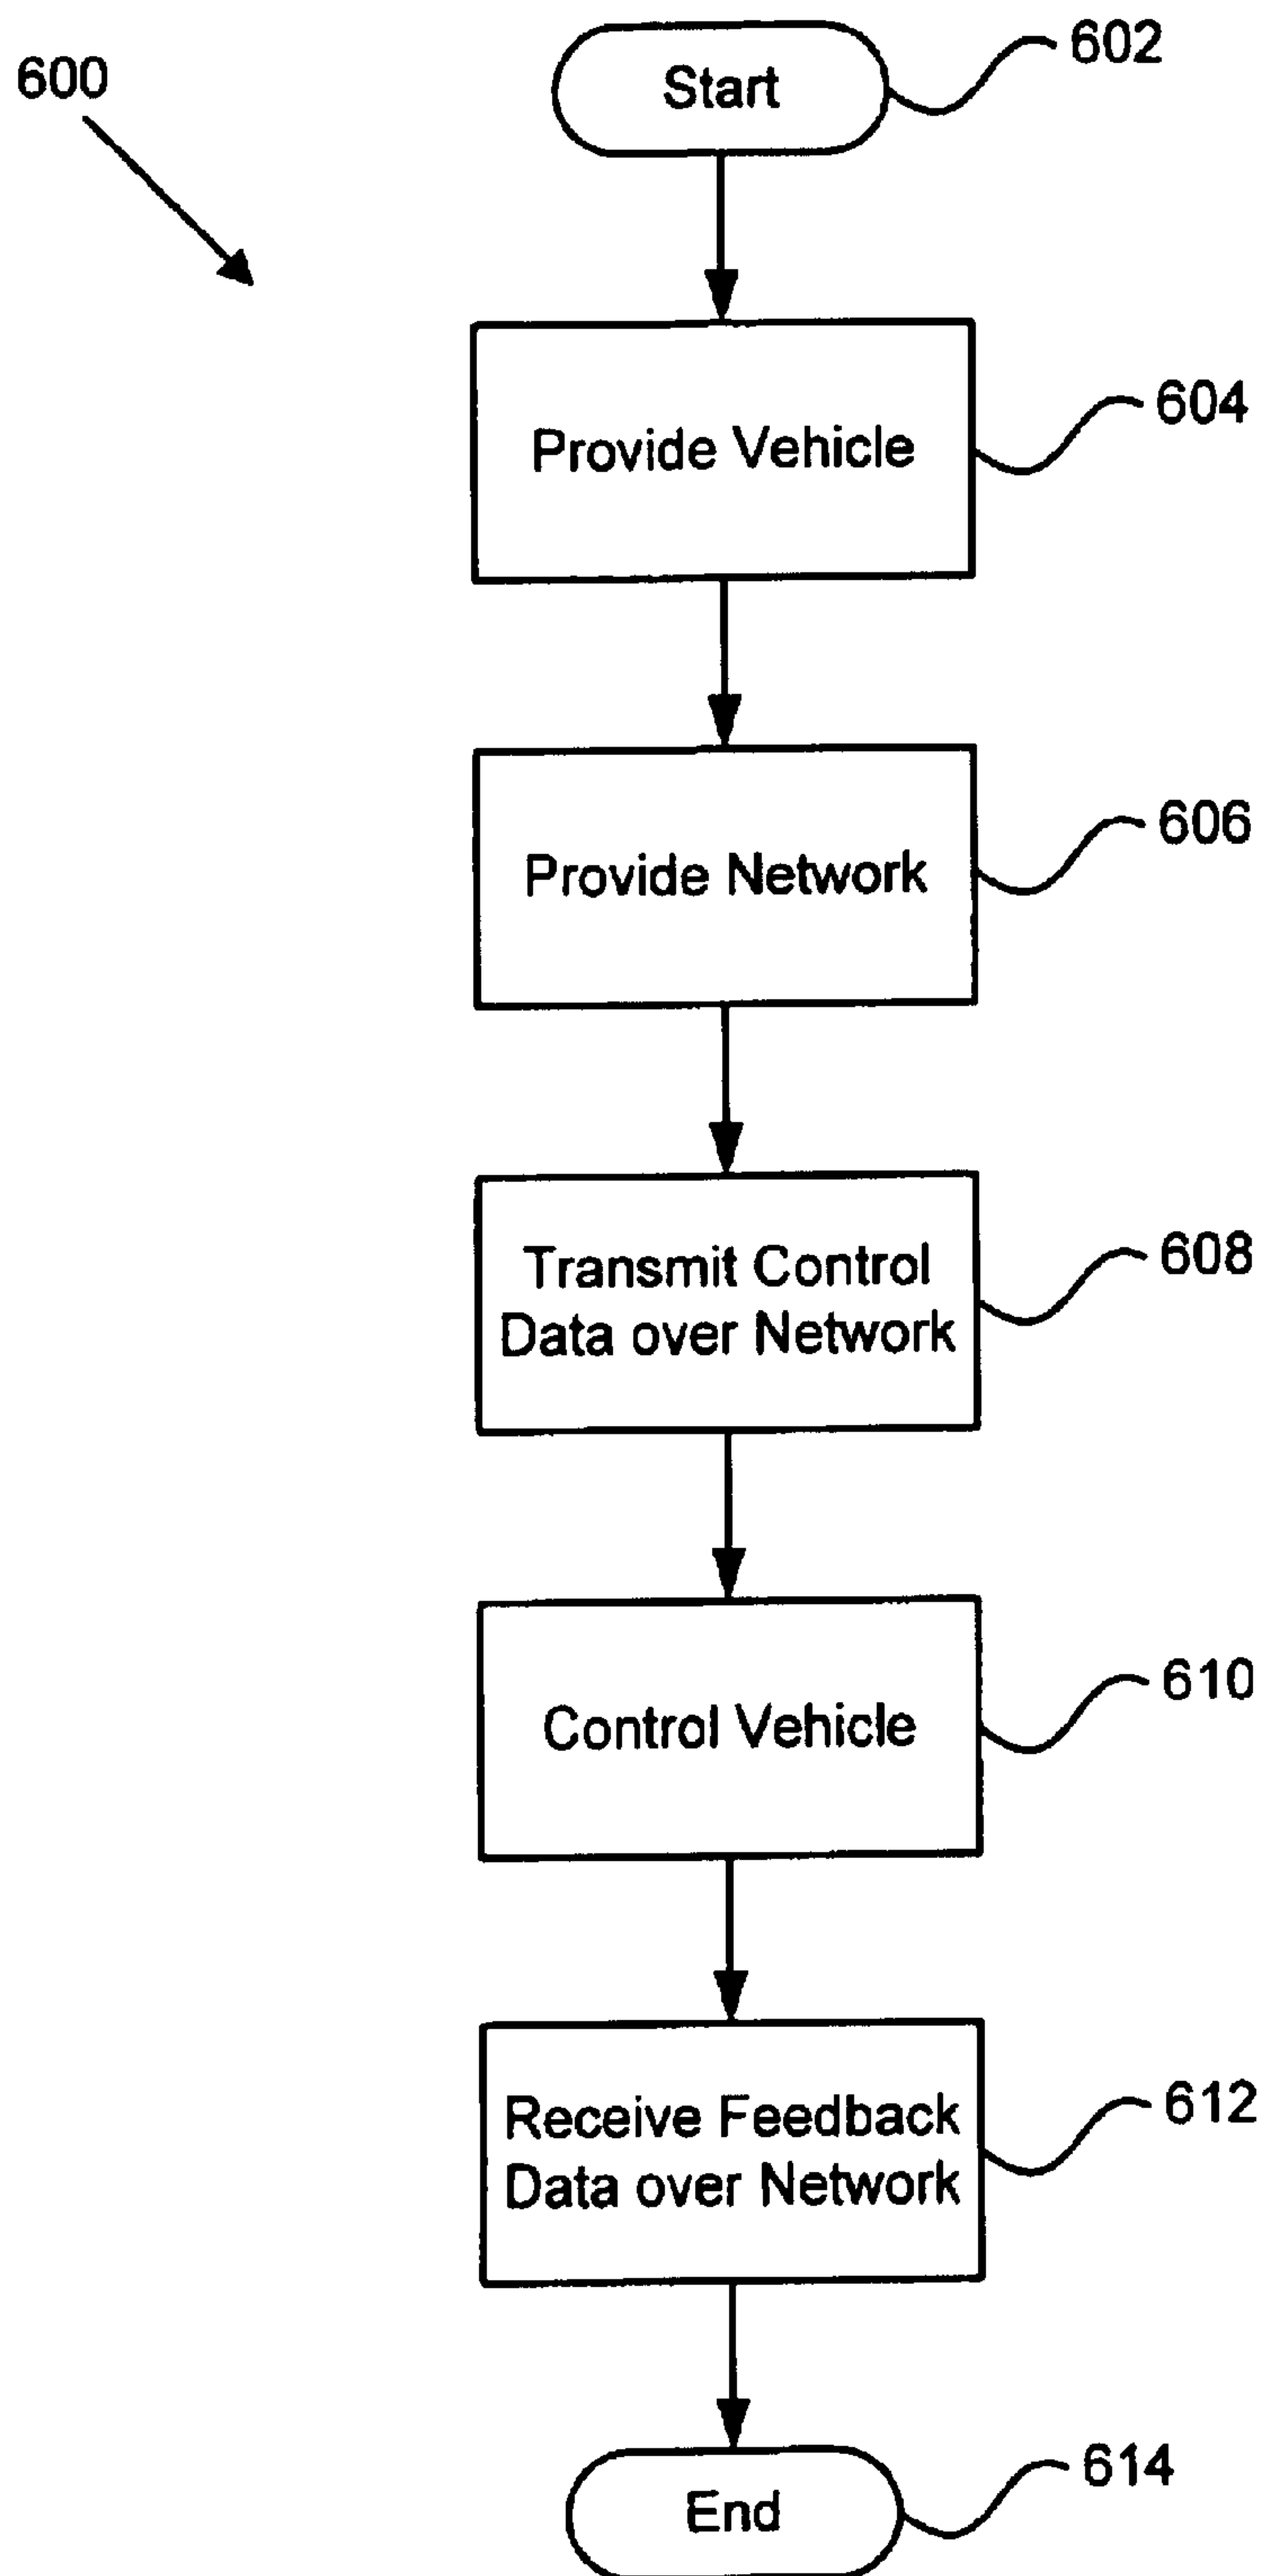 600
Start
602
Provide Vehicle
604
Provide Network
606
Transmit Control
Data over Network
608
Control Vehicle
610
Receive Feedback
Data over Network
612
End
614